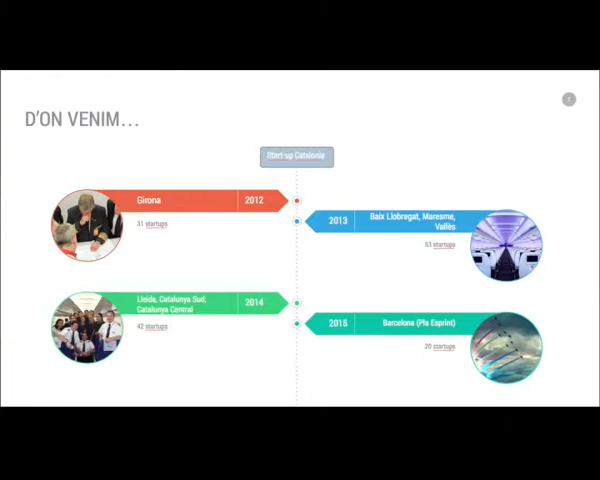 D'ON VENIM...
Start-up Catalonia
Girona 2012
31 startups
2013 Baix Llobregat, Maresme,
Vallès
53 startups
Lleida, Catalunya Sud,
Catalunya Central 2014
42 startups
2015 Barcelona (Pla Esprint)
20 startups